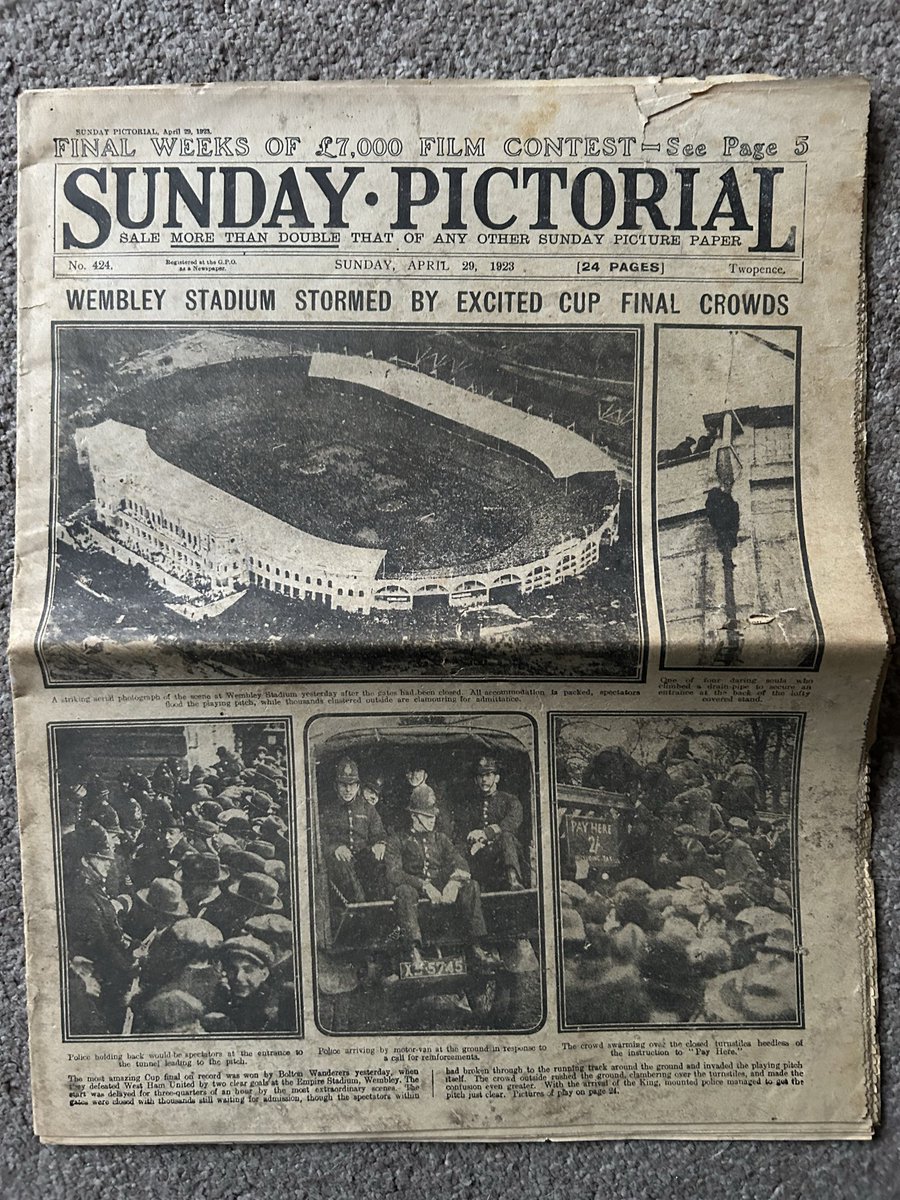 SUNDAY PICTORIAL, April 29, 1923.
FINAL WEEKS OF £7,000 FILM CONTEST—See Page 5
SUNDAY·PICTORIAL
SALE MORE THAN DOUBLE THAT OF ANY OTHER SUNDAY PICTURE PAPER
No. 424.
Registered at the G.P.O.
as a Newspaper.
SUNDAY, APRIL 29, 1923
[24 PAGES]
Twopence.
WEMBLEY STADIUM STORMED BY EXCITED CUP FINAL CROWDS
A striking aerial photograph of the scene at Wembley Stadium yesterday after the gates had been closed. All accommodation is packed, spectators
flood the playing pitch, while thousands clustered outside are clamouring for admittance.
One of four daring souls who
climbed a drain-pipe to secure an
entrance at the back of the lofty
covered stand.
PAY HERE
2/-
X-5745
Police holding back would-be spectators at the entrance to
the tunnel leading to the pitch.
Police arriving by motor-van at the ground in response to
a call for reinforcements.
The crowd swarming over the closed turnstiles heedless of
the instruction to "Pay Here."
The most amazing Cup final on record was won by Bolton Wanderers yesterday, when
they defeated West Ham United by two clear goals at the Empire Stadium, Wembley. The
start was delayed for three-quarters of an hour by the most extraordinary scenes. The
gates were closed with thousands still waiting for admission, though the spectators within
had broken through to the running track around the ground and invaded the playing pitch
itself. The crowd outside rushed the ground, clambering over the turnstiles, and made the
confusion even greater. With the arrival of the King, mounted police managed to get the
pitch just clear. Pictures of play on page 24.